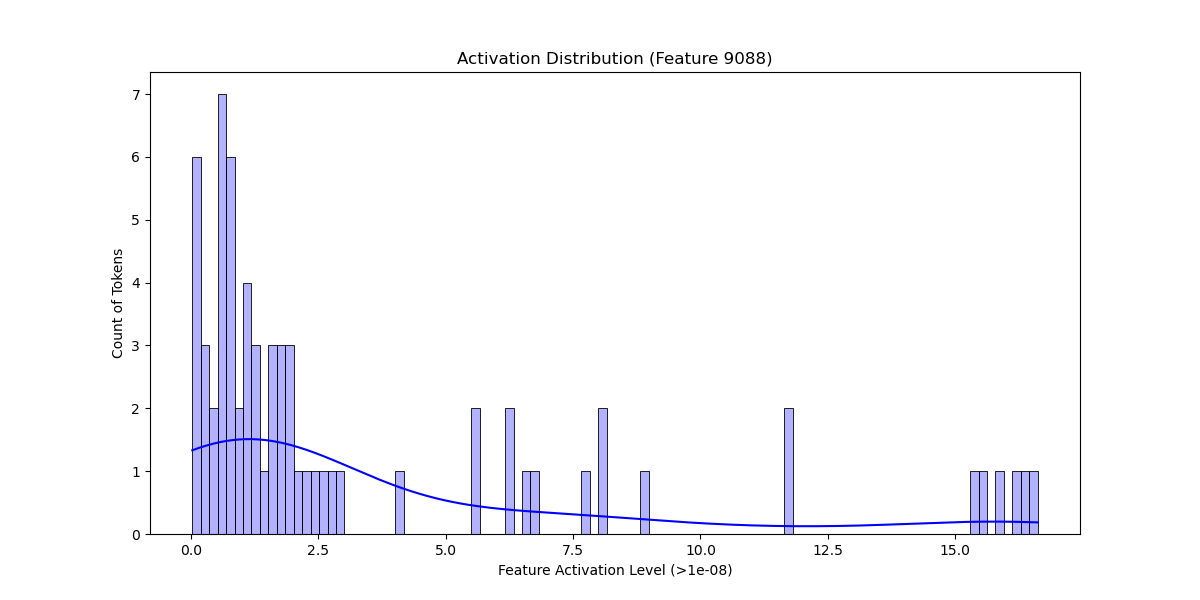 Activation Distribution (Feature 9088)
7
6
5
4
3
2
1
0
Count of Tokens
0.0 2.5 5.0 7.5 10.0 12.5 15.0
Feature Activation Level (>1e-08)